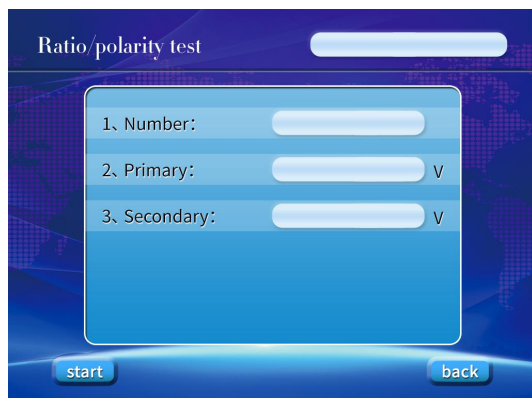 Ratio/polarity test
1、Number：
2、Primary： V
3、Secondary： V
start back